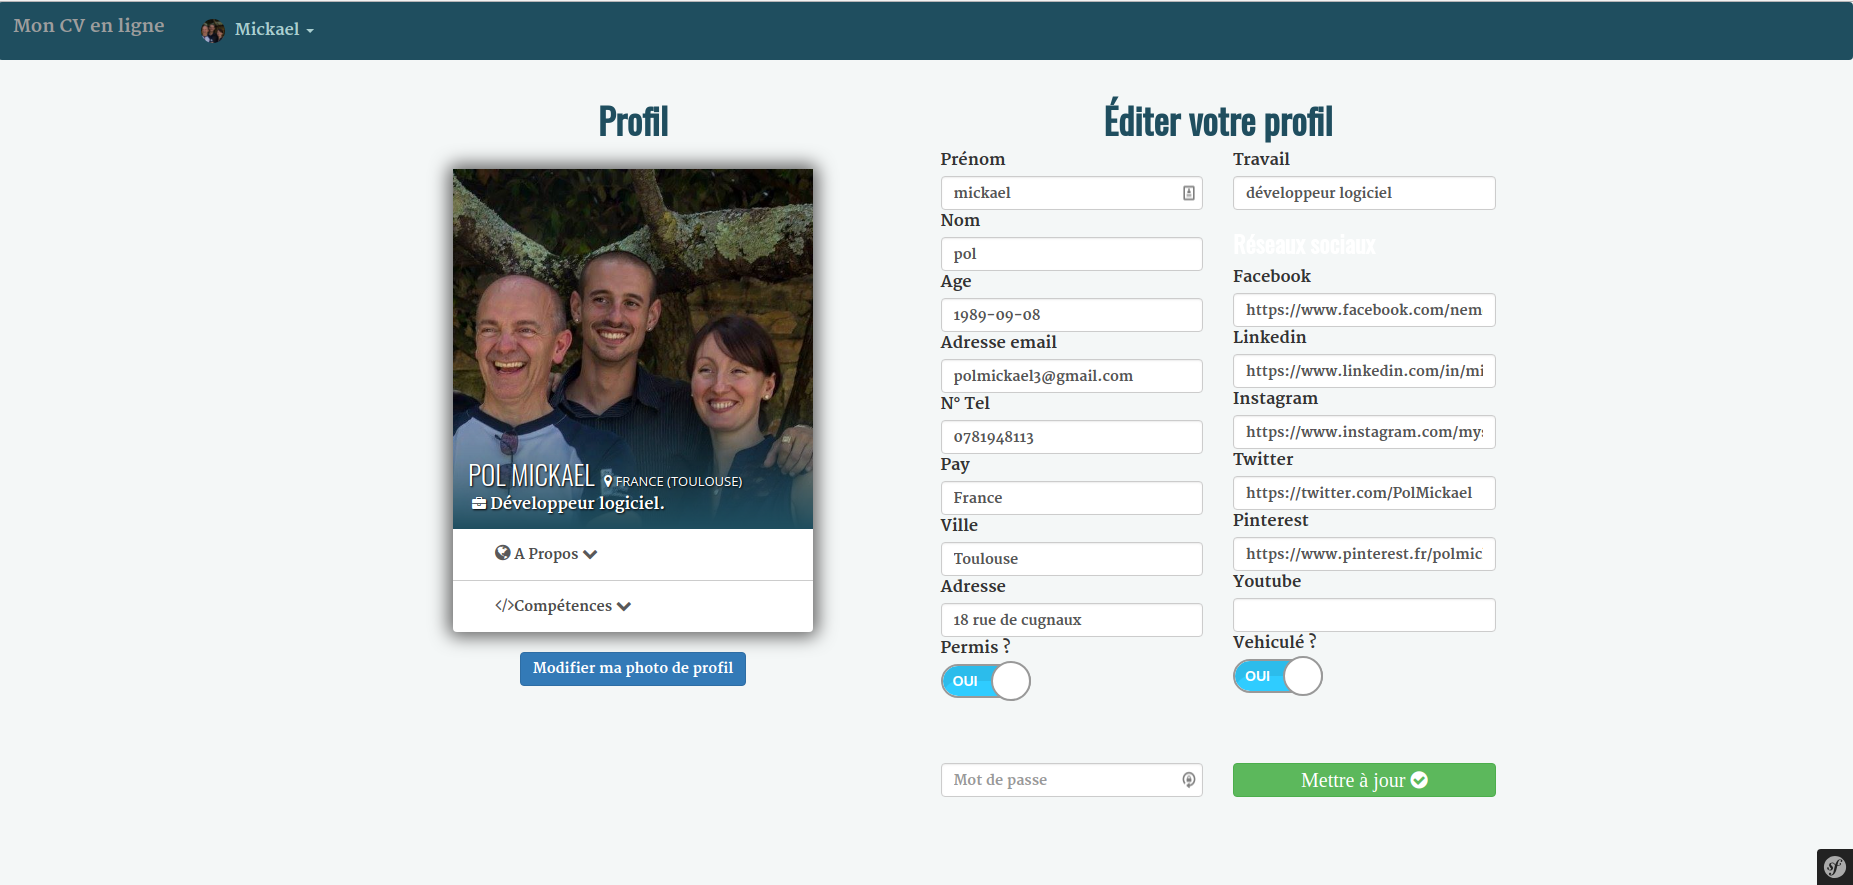 Mon CV en ligne
Mickael
Profil
POL MICKAEL FRANCE (TOULOUSE)
Développeur logiciel.
A Propos
</>Compétences
Modifier ma photo de profil
Éditer votre profil
Prénom
mickael
Nom
pol
Age
1989-09-08
Adresse email
polmickael3@gmail.com
N° Tel
0781948113
Pay
France
Ville
Toulouse
Adresse
18 rue de cugnaux
Permis ?
OUI
Mot de passe
Travail
développeur logiciel
Réseaux sociaux
Facebook
https://www.facebook.com/nem
Linkedin
https://www.linkedin.com/in/mi
Instagram
https://www.instagram.com/mys
Twitter
https://twitter.com/PolMickael
Pinterest
https://www.pinterest.fr/polmic
Youtube
Vehiculé ?
OUI
Mettre à jour
sf